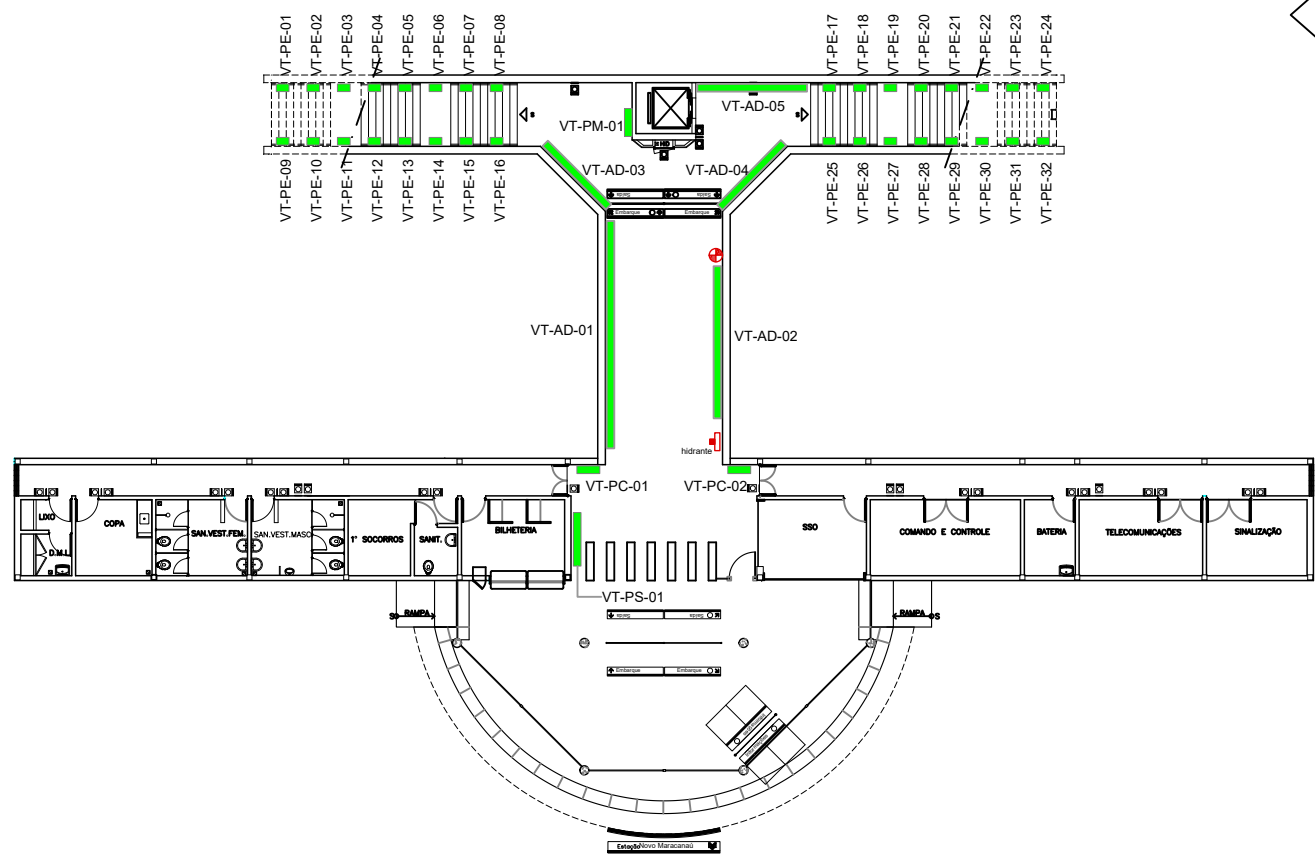 VT-PE-01
VT-PE-02
VT-PE-03
VT-PE-04
VT-PE-05
VT-PE-06
VT-PE-07
VT-PE-08
VT-PE-17
VT-PE-18
VT-PE-19
VT-PE-20
VT-PE-21
VT-PE-22
VT-PE-23
VT-PE-24
VT-AD-05
S
S
VT-PM-01
HID
VT-AD-03
VT-AD-04
VT-PE-09
VT-PE-10
VT-PE-11
VT-PE-12
VT-PE-13
VT-PE-14
VT-PE-15
VT-PE-16
VT-PE-25
VT-PE-26
VT-PE-27
VT-PE-28
VT-PE-29
VT-PE-30
VT-PE-31
VT-PE-32
Saída
Saída
Embarque
Embarque
VT-AD-01
VT-AD-02
hidrante
VT-PC-01
VT-PC-02
LIXO
COPA
D.M.L.
SAN.VEST.FEM.
SAN.VEST.MASC
1° SOCORROS
SANIT.
BILHETERIA
SSO
COMANDO E CONTROLE
BATERIA
TELECOMUNICAÇÕES
SINALIZAÇÃO
VT-PS-01
S
RAMPA
RAMPA
S
Saída
Saída
Embarque
Embarque
Estação Novo Maracanaú